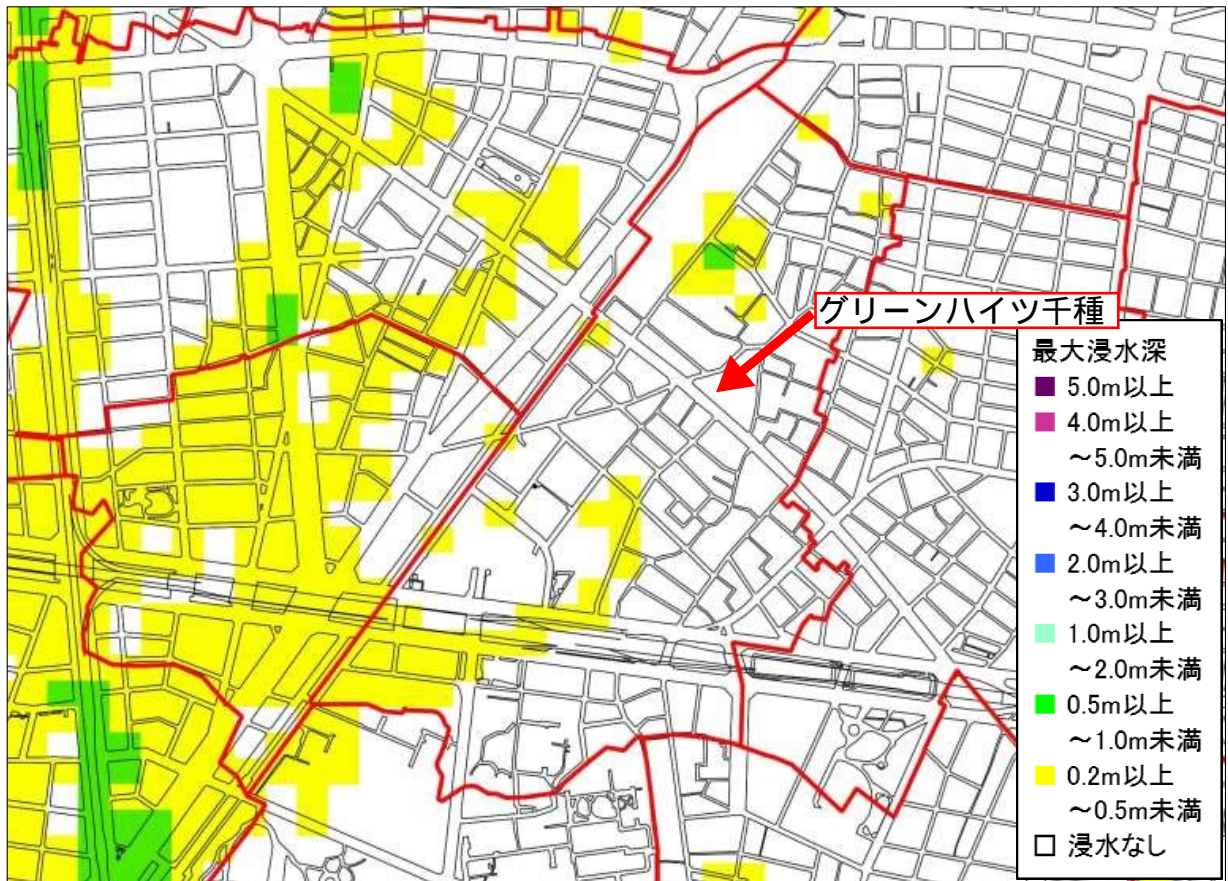 グリーンハイツ千種
最大浸水深
5.0m以上
4.0m以上
～5.0m未満
3.0m以上
～4.0m未満
2.0m以上
～3.0m未満
1.0m以上
～2.0m未満
0.5m以上
～1.0m未満
0.2m以上
～0.5m未満
浸水なし